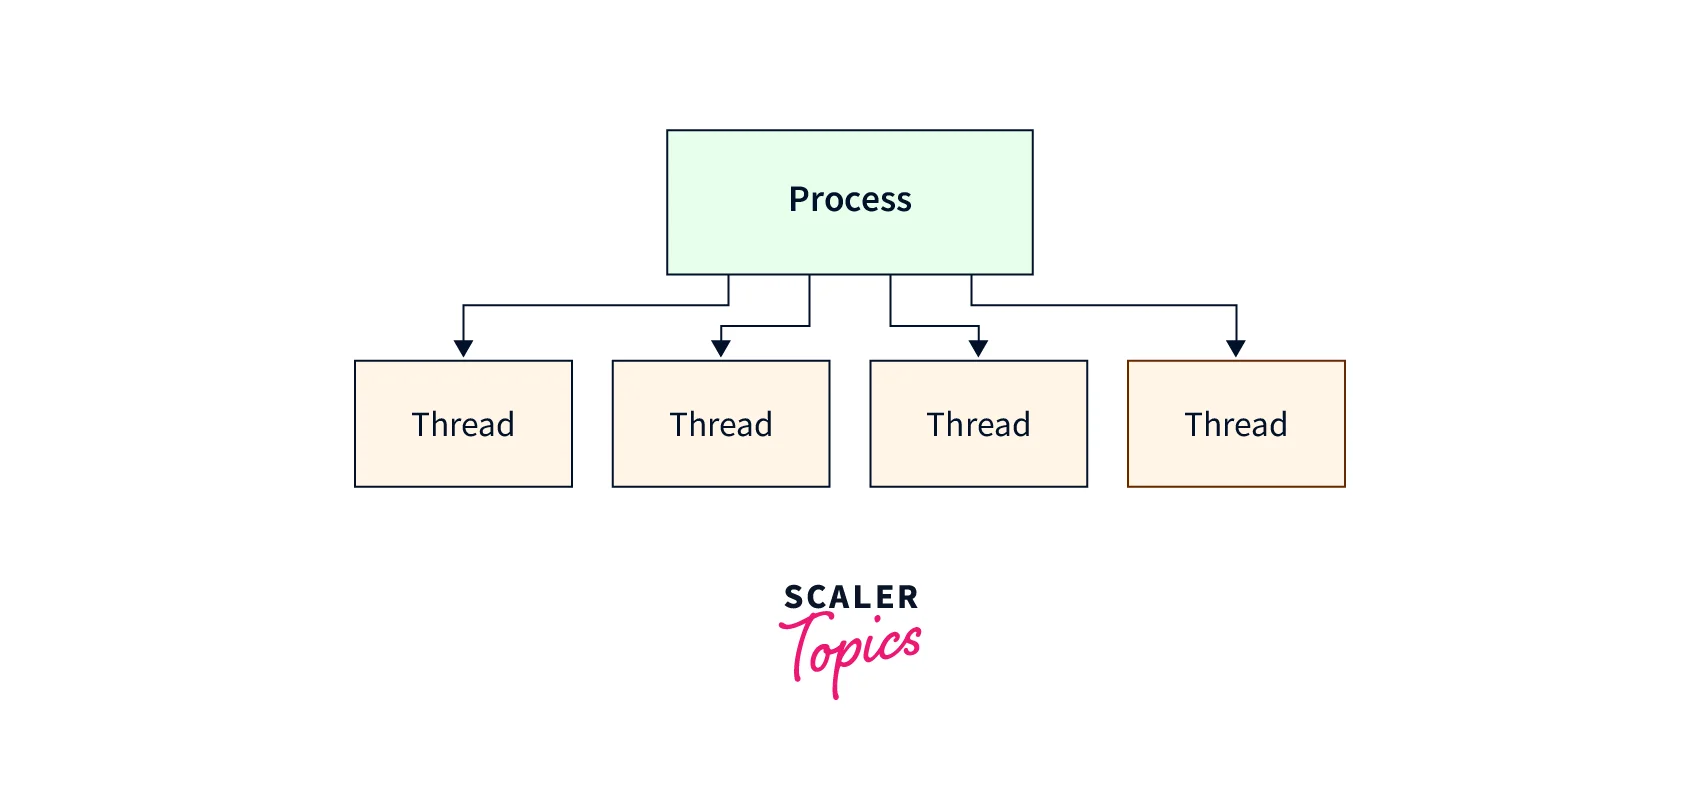 Process
Thread Thread Thread Thread
SCALER
Topics